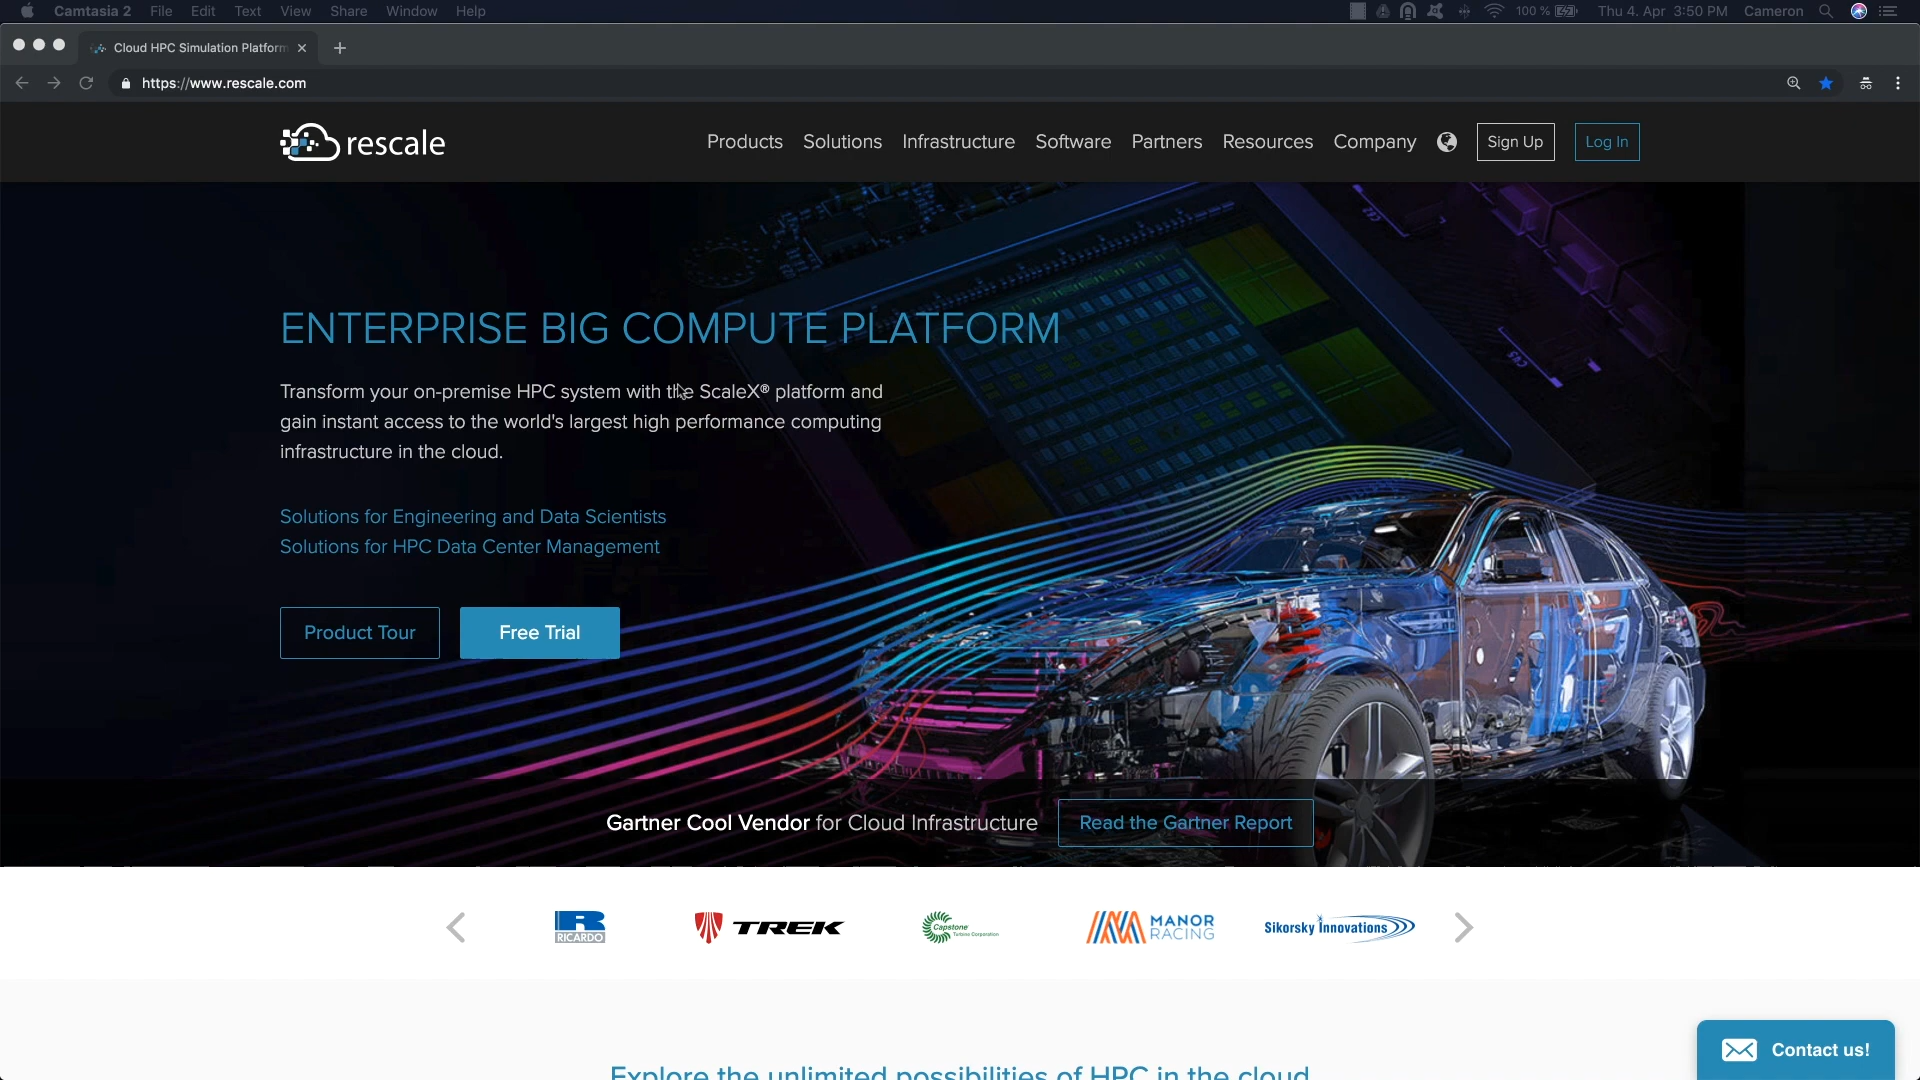 Camtasia 2 File Edit Text View Share Window Help 100 % Thu 4. Apr 3:50 PM Cameron
Cloud HPC Simulation Platform
https://www.rescale.com
rescale Products Solutions Infrastructure Software Partners Resources Company Sign Up Log In
ENTERPRISE BIG COMPUTE PLATFORM
Transform your on-premise HPC system with the ScaleX® platform and
gain instant access to the world's largest high performance computing
infrastructure in the cloud.
Solutions for Engineering and Data Scientists
Solutions for HPC Data Center Management
Product Tour Free Trial
Gartner Cool Vendor for Cloud Infrastructure Read the Gartner Report
RICARDO TREK Capstone Turbine Corporation MANOR RACING Sikorsky Innovations
Contact us!
Explore the unlimited possibilities of HPC in the cloud